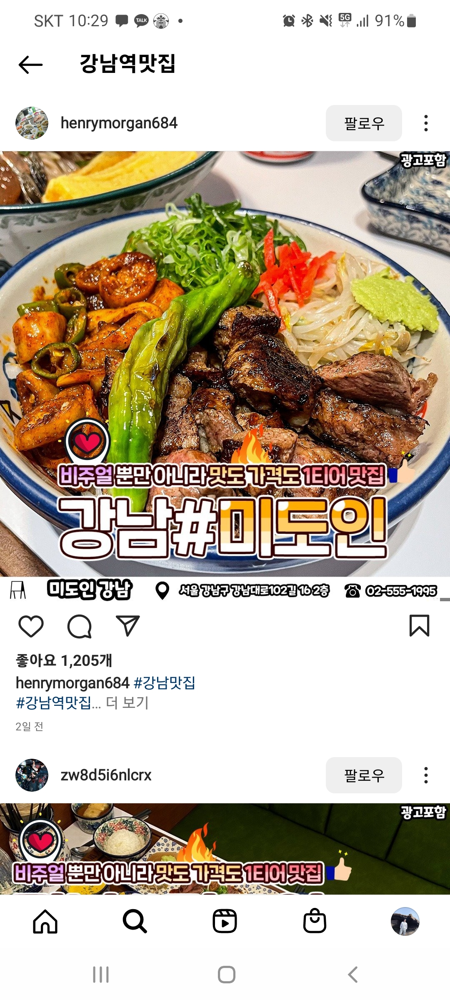 SKT 10:29 TALK 5G 91%
강남역맛집
henrymorgan684 팔로우
광고포함
비주얼 뿐만 아니라 맛도 가격도 1티어 맛집
강남#미도인
미도인 강남 서울 강남구 강남대로102길 16 2층 02-555-1995
좋아요 1,205개
henrymorgan684 #강남맛집
#강남역맛집... 더 보기
2일 전
zw8d5i6nlcrx 팔로우
광고포함
비주얼 뿐만 아니라 맛도 가격도 1티어 맛집